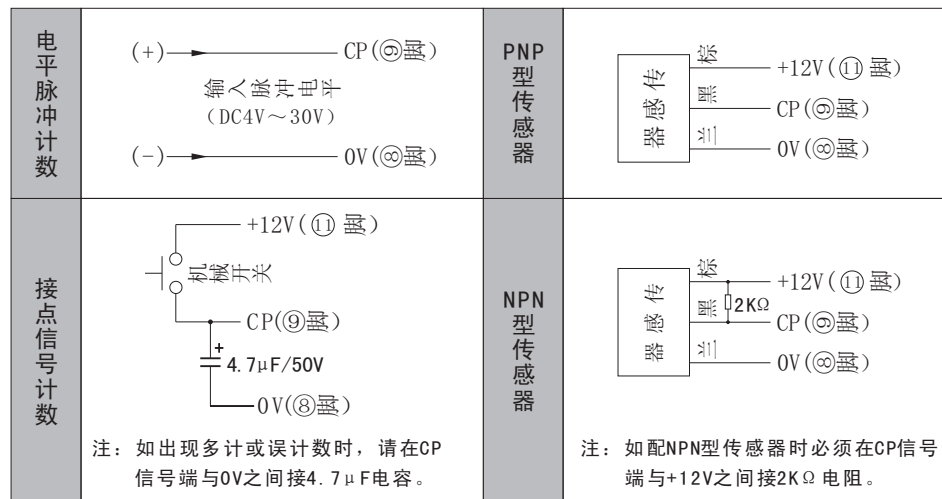 电平脉冲计数
(+) CP(⑨脚)
输入脉冲电平
(DC4V～30V)
(-) 0V(⑧脚)
PNP型传感器
传感器
棕 +12V(⑪脚)
黑 CP(⑨脚)
兰 0V(⑧脚)
接点信号计数
+12V(⑪脚)
机械开关
CP(⑨脚)
+
4.7μF/50V
0V(⑧脚)
注：如出现多计或误计数时，请在CP
信号端与0V之间接4.7μF电容。
NPN型传感器
传感器
棕 +12V(⑪脚)
2KΩ
黑 CP(⑨脚)
兰 0V(⑧脚)
注：如配NPN型传感器时必须在CP信号
端与+12V之间接2KΩ电阻。